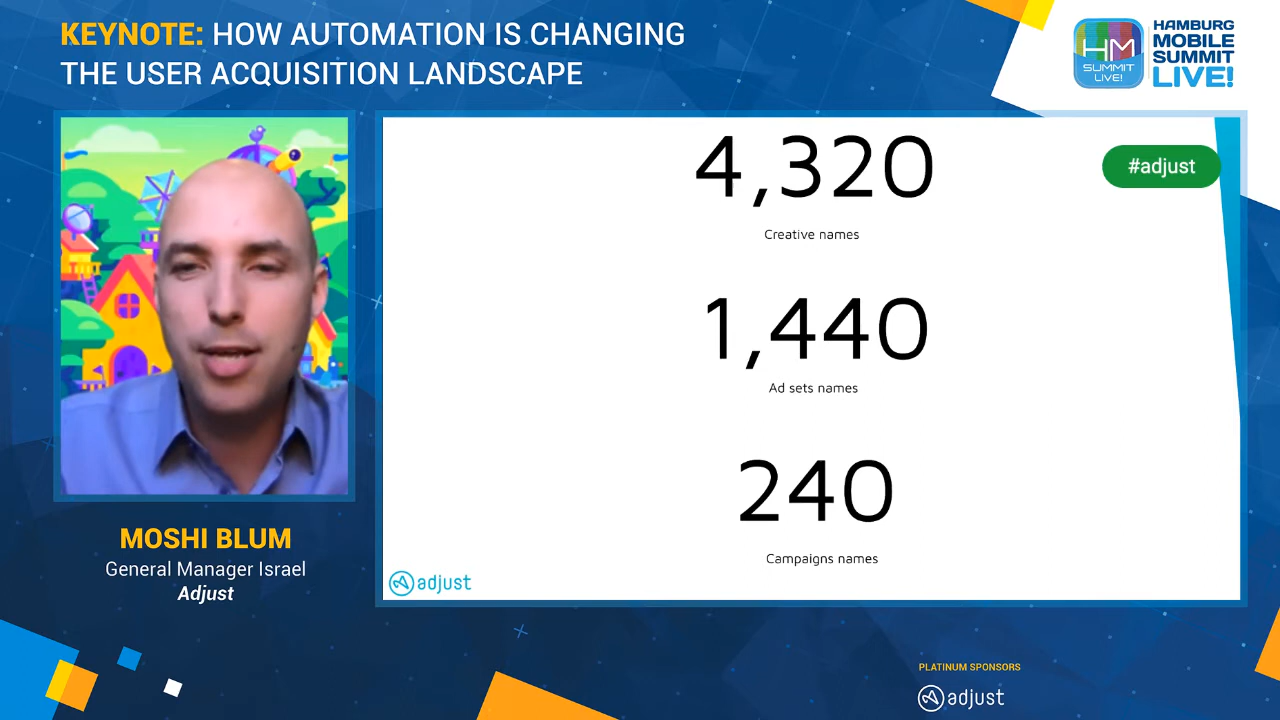 KEYNOTE: HOW AUTOMATION IS CHANGING
THE USER ACQUISITION LANDSCAPE
HM
SUMMIT
LIVE!
HAMBURG
MOBILE
SUMMIT
LIVE!
4,320
Creative names
#adjust
1,440
Ad sets names
240
Campaigns names
adjust
MOSHI BLUM
General Manager Israel
Adjust
PLATINUM SPONSORS
adjust